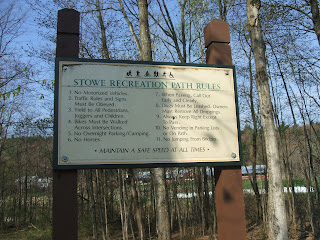 STOWE RECREATION PATH RULES
1. No Motorized Vehicles.
2. Traffic Rules and Signs
Must Be Obeyed.
3. Yield to All Pedestrians,
Joggers and Children.
4. Bikes Must Be Walked
Across Intersections.
5. No Overnight Parking/Camping.
6. No Horses.
7. When Passing, Call Out
Early and Clearly.
8. Dogs Must Be Leashed. Owners
Must Remove All Droppings.
9. Always Keep Right Except
to Pass.
10. No Vending in Parking Lots
or On Path.
11. No Jumping from Bridges.
• MAINTAIN A SAFE SPEED AT ALL TIMES •